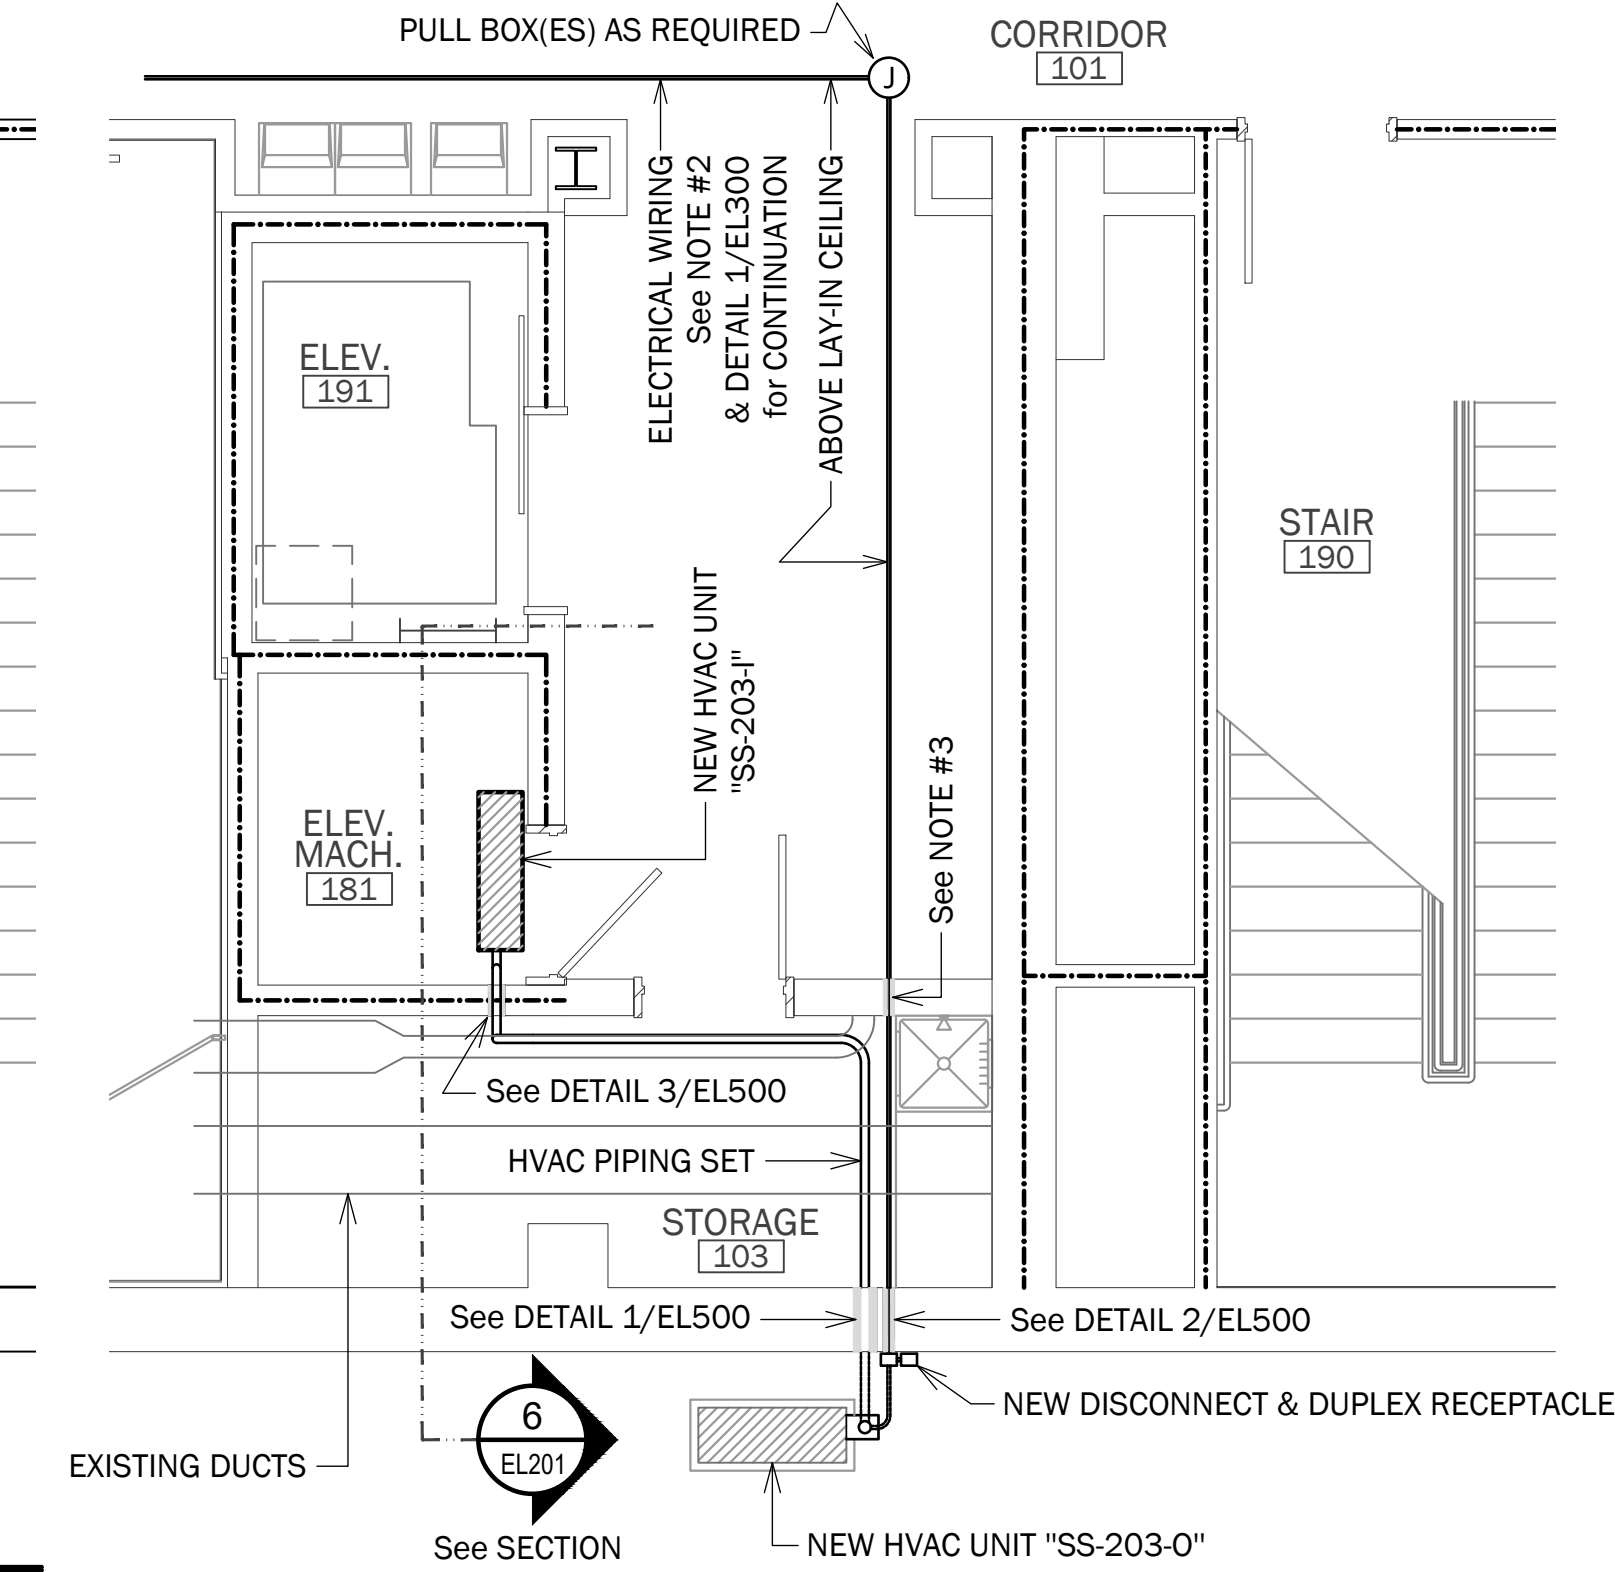 PULL BOX(ES) AS REQUIRED
CORRIDOR
101
J
ELECTRICAL WIRING
See NOTE #2
& DETAIL 1/EL300
for CONTINUATION
ABOVE LAY-IN CEILING
ELEV.
191
STAIR
190
NEW HVAC UNIT
"SS-203-I"
See NOTE #3
ELEV.
MACH.
181
See DETAIL 3/EL500
HVAC PIPING SET
STORAGE
103
See DETAIL 1/EL500
See DETAIL 2/EL500
NEW DISCONNECT & DUPLEX RECEPTACLE
6
EL201
EXISTING DUCTS
See SECTION
NEW HVAC UNIT "SS-203-O"